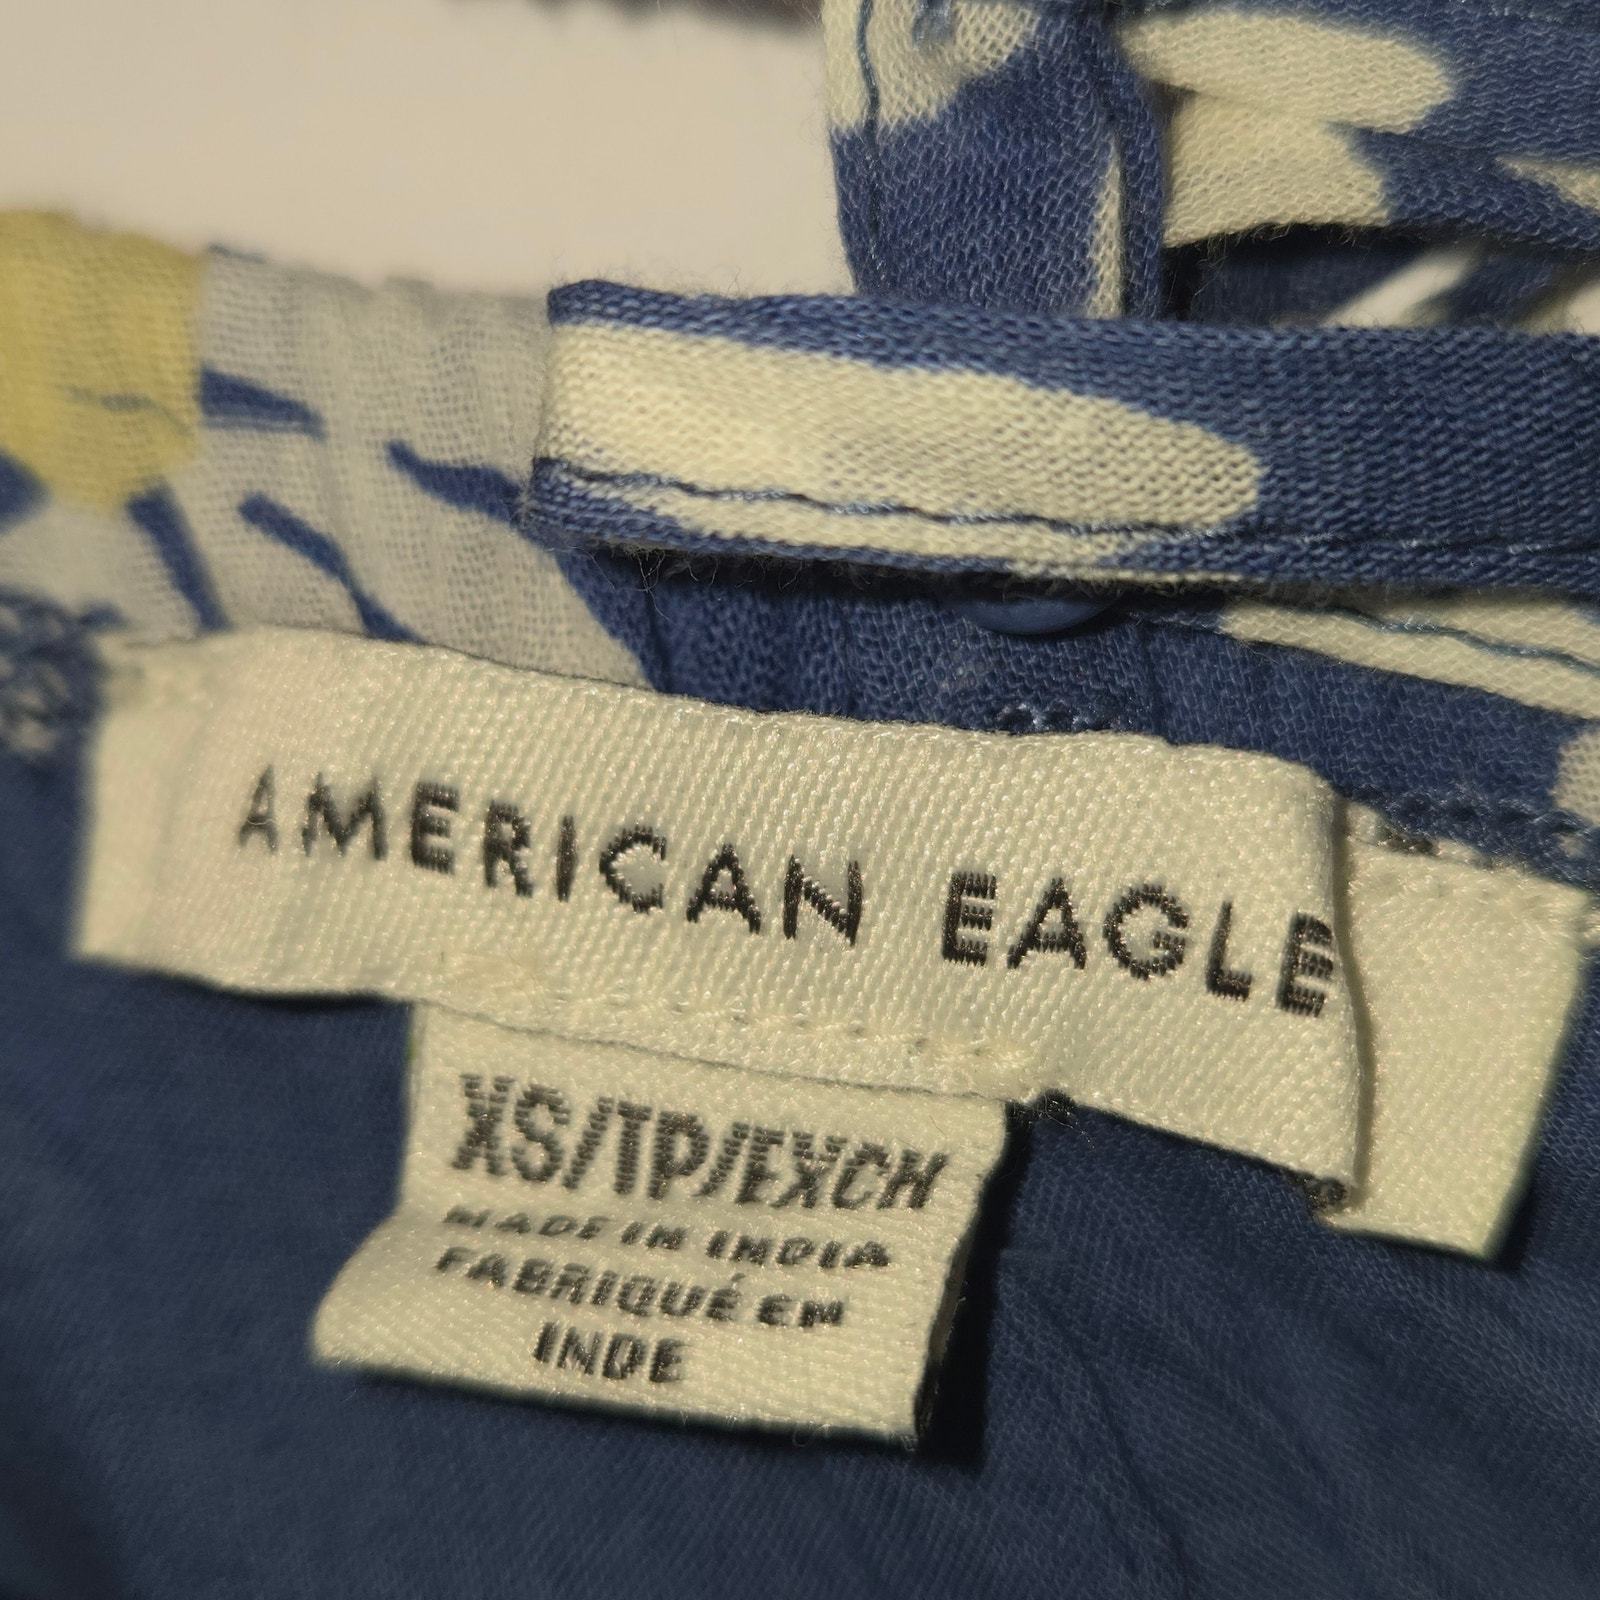 AMERICAN EAGLE
XS/TP/EXCH
MADE IN INDIA
FABRIQUÉ EN
INDE